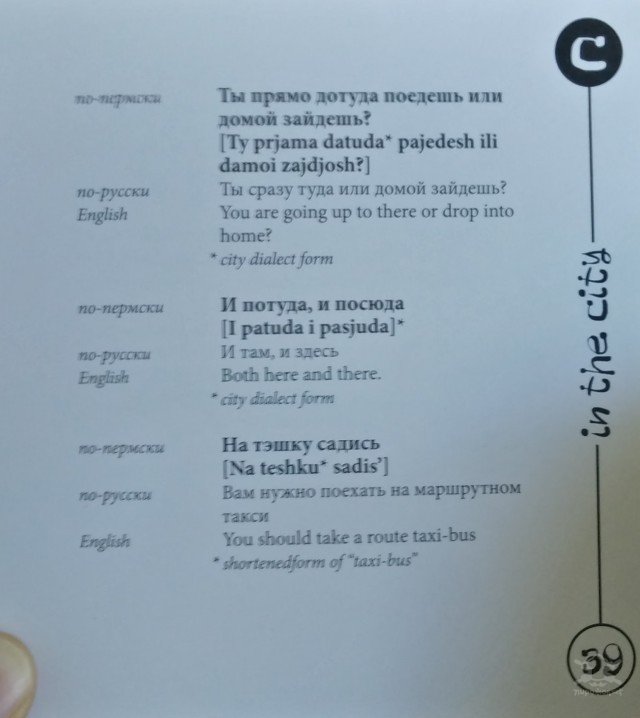 C
по-пермски Ты прямо дотуда поедешь или
домой зайдешь?
[Ty prjama datuda* pajedesh ili
damoi zajdjosh?]
по-русски Ты сразу туда или домой зайдешь?
English You are going up to there or drop into
home?
* city dialect form
по-пермски И потуда, и посюда
[I patuda i pasjuda]*
по-русски И там, и здесь
English Both here and there.
* city dialect form
по-пермски На тэшку садись
[Na teshku* sadis’]
по-русски Вам нужно поехать на маршрутном
такси
English You should take a route taxi-bus
* shortenedform of “taxi-bus”
in the city
39